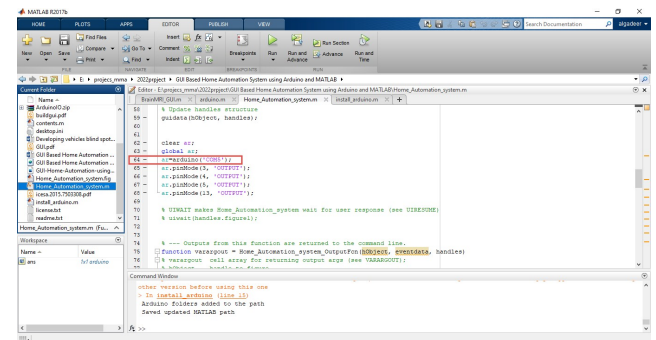 MATLAB R2017b
HOME PLOTS APPS EDITOR PUBLISH VIEW Search Documentation algadeer
New Open Save Find Files Compare Print Go To Find Insert Comment Indent Breakpoints Run Run and Advance Run Section Advance Run and Time
FILE NAVIGATE EDIT BREAKPOINTS RUN
E: projecs_mma 2022prpject GUI Based Home Automation System using Arduino and MATLAB
Current Folder
Name
ArduinoIO.zip
buildgui.pdf
contents.m
desktop.ini
Developing vehicles blind spot...
GUI.pdf
GUI Based Home Automation ...
GUI Based Home Automation ...
GUI-Home-Automation-using...
Home_Automation_system.fig
Home_Automation_system.m
icesa.2015.7503308.pdf
install_arduino.m
license.txt
readme.txt
Home_Automation_system.m (Fu...
Workspace
Name Value
ans 1x1 arduino
Editor - E:\projecs_mma\2022prpject\GUI Based Home Automation System using Arduino and MATLAB\Home_Automation_system.m
BrainMRI_GUI.m arduino.m Home_Automation_system.m install_arduino.m
58 % Update handles structure
59 guidata(hObject, handles);
60
61
62 clear ar;
63 global ar;
64 ar=arduino('COM5');
65 ar.pinMode(3, 'OUTPUT');
66 ar.pinMode(4, 'OUTPUT');
67 ar.pinMode(5, 'OUTPUT');
68 ar.pinMode(13, 'OUTPUT');
69
70 % UIWAIT makes Home_Automation_system wait for user response (see UIRESUME)
71 % uiwait(handles.figure1);
72
73
74 % --- Outputs from this function are returned to the command line.
75 function varargout = Home_Automation_system_OutputFcn(hObject, eventdata, handles)
76 % varargout cell array for returning output args (see VARARGOUT);
77 % hObject handle to figure
Command Window
other version before using this one
> In install_arduino (line 15)
Arduino folders added to the path
Saved updated MATLAB path
fx >>